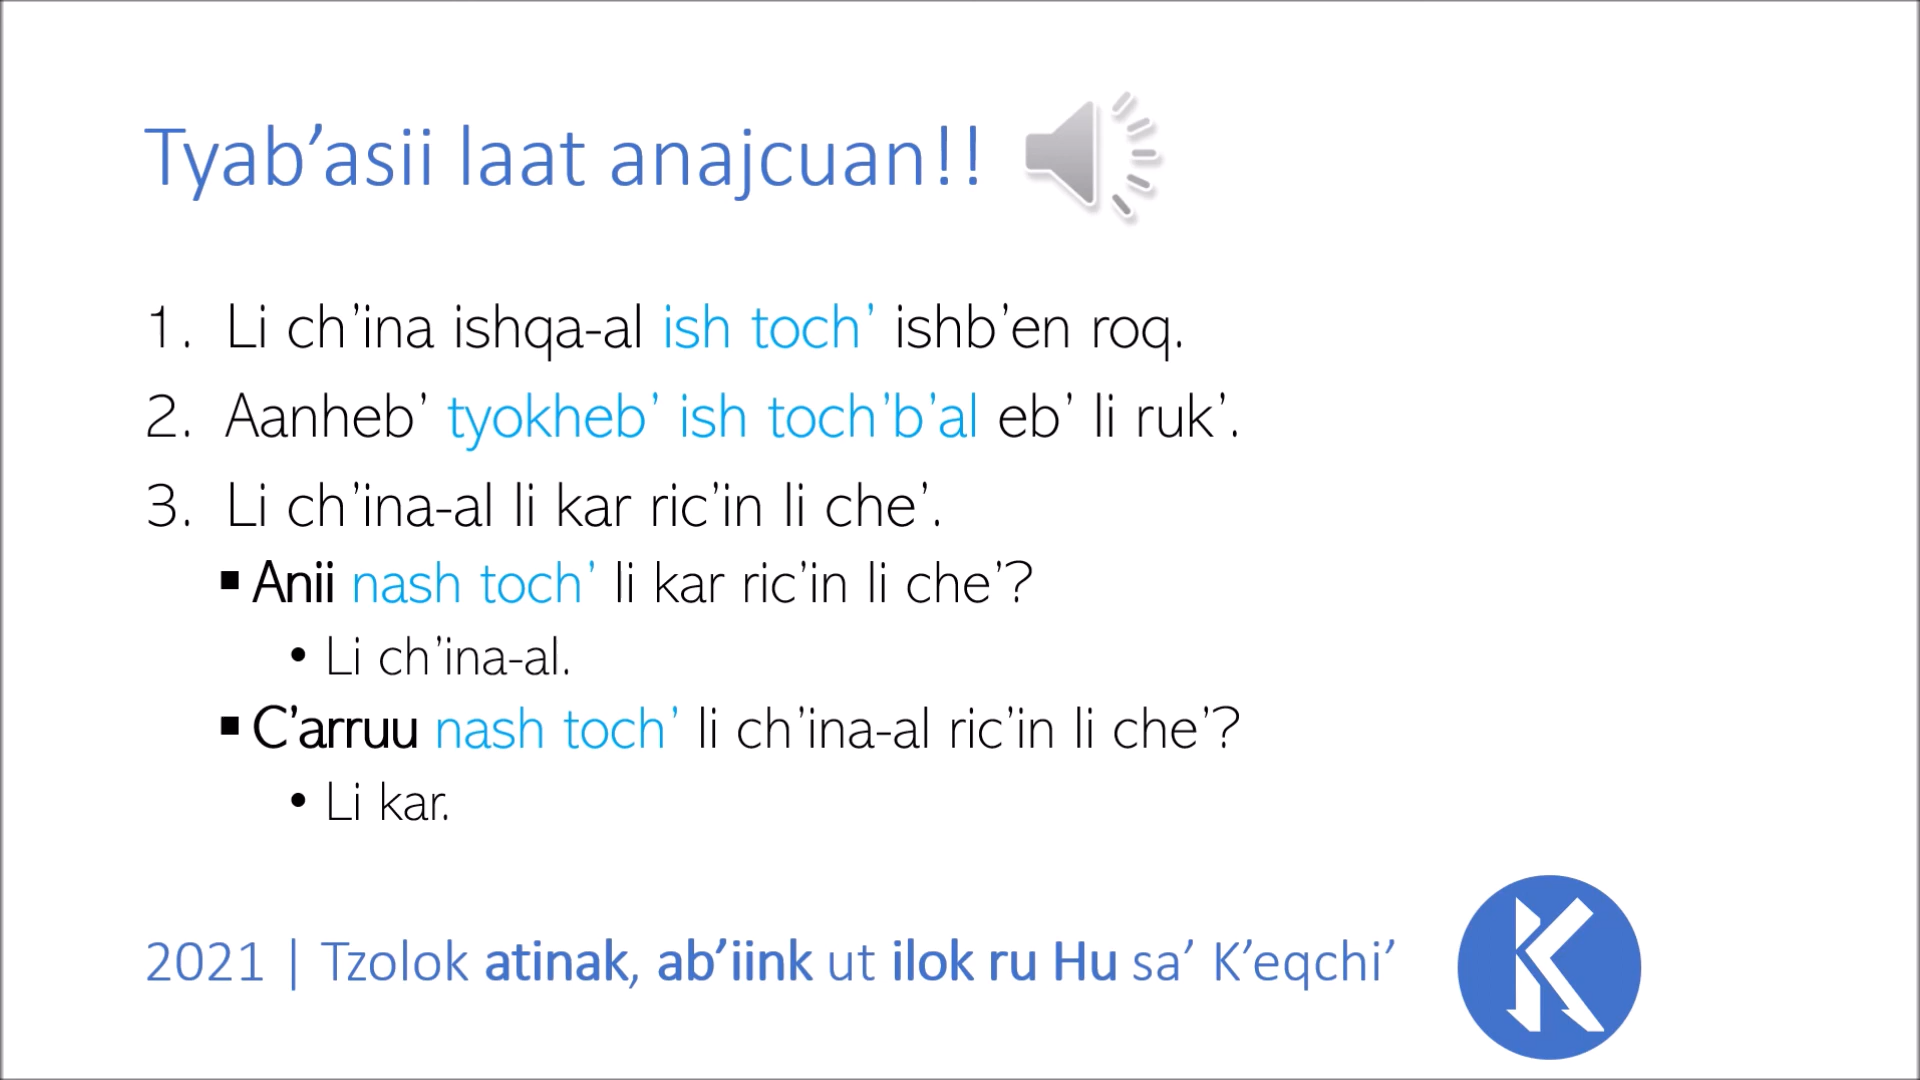 Tyab’asii laat anajcuan!!
1. Li ch’ina ishqa-al ish toch’ ishb’en roq.
2. Aanheb’ tyokheb’ ish toch’b’al eb’ li ruk’.
3. Li ch’ina-al li kar ric’in li che’.
▪ Anii nash toch’ li kar ric’in li che’?
• Li ch’ina-al.
▪ C’arruu nash toch’ li ch’ina-al ric’in li che’?
• Li kar.
2021 | Tzolok atinak, ab’iink ut ilok ru Hu sa’ K’eqchi’
K